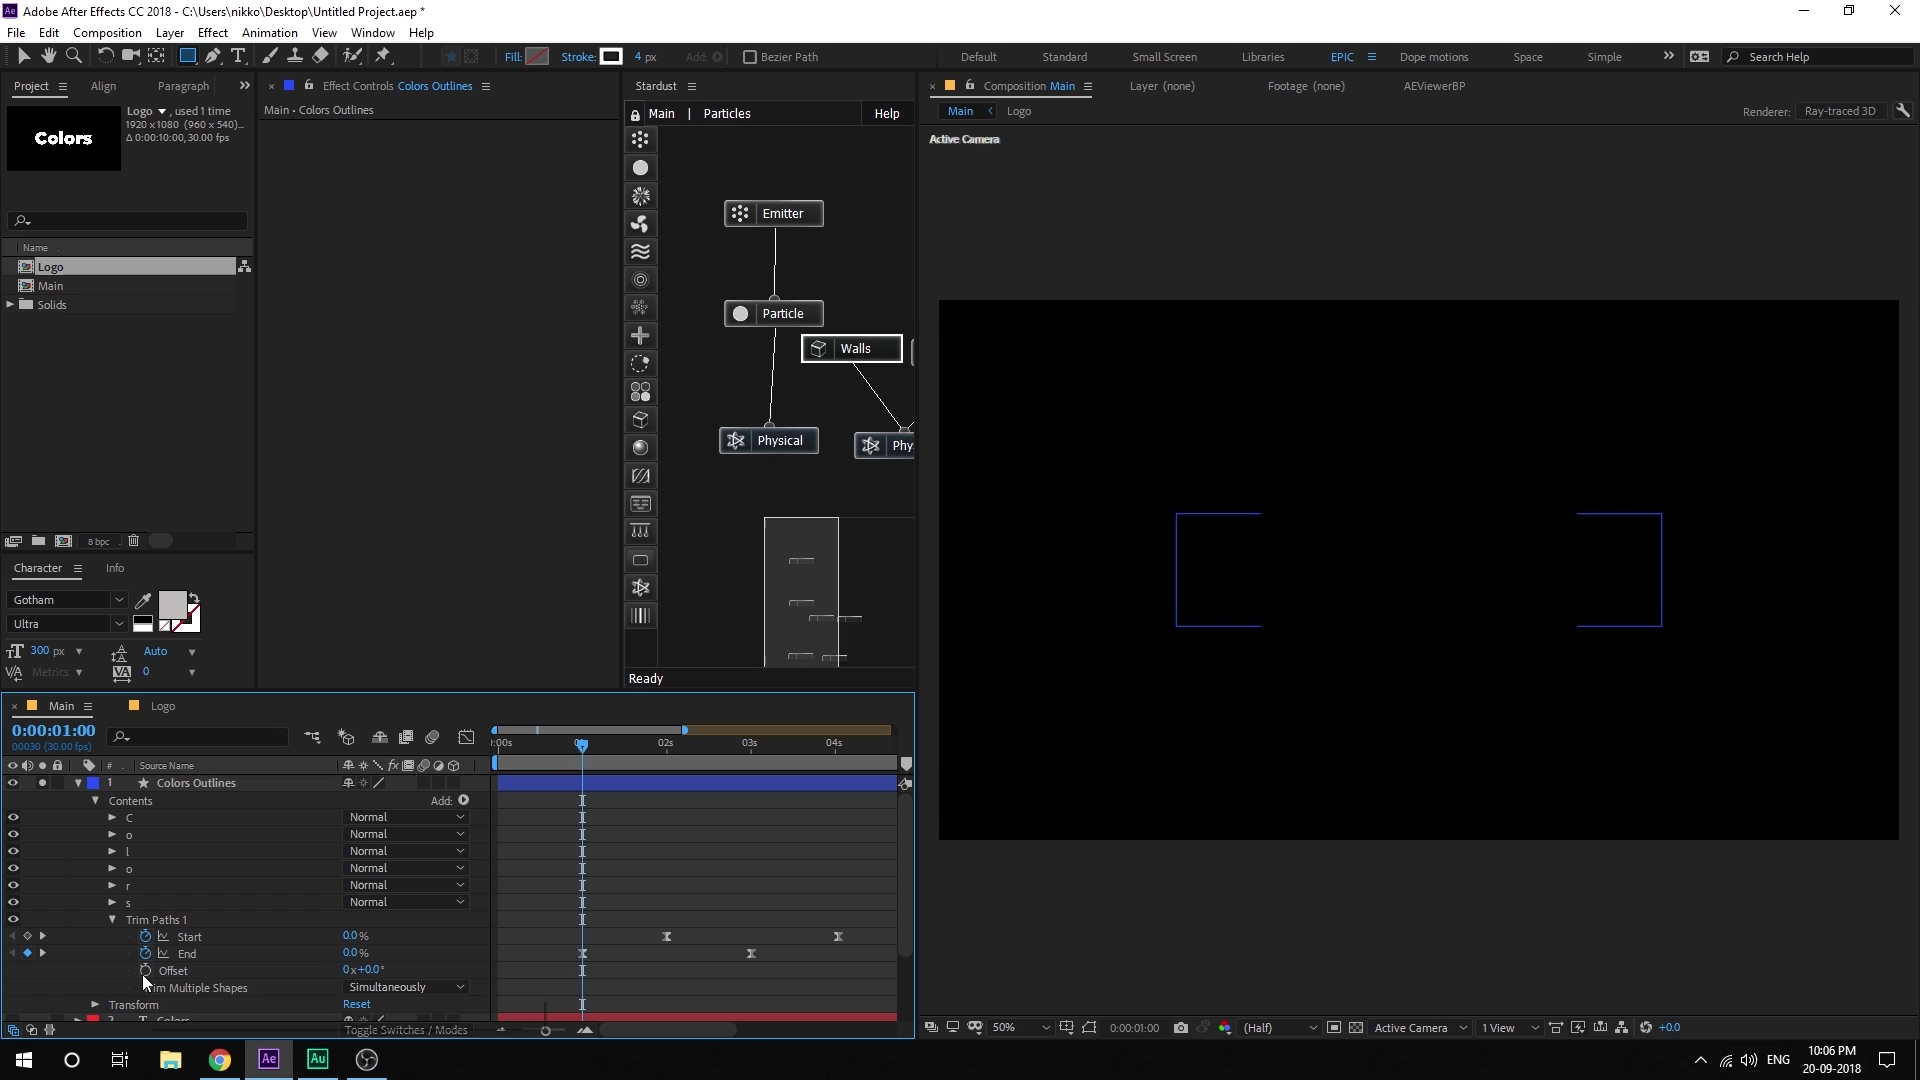 Adobe After Effects CC 2018 - C:\Users\nikko\Desktop\Untitled Project.aep *
File Edit Composition Layer Effect Animation View Window Help
Fill: Stroke: 4 px Add: Bezier Path Default Standard Small Screen Libraries EPIC Dope motions Space Simple Search Help
Project Align Paragraph
Effect Controls Colors Outlines
Stardust
Composition Main
Layer (none)
Footage (none)
AEViewerBP
Logo , used 1 time
1920 x1080 (960 x 540)...
Δ 0:00:10:00, 30.00 fps)
Colors
Main • Colors Outlines
Main | Particles Help
Main Logo
Renderer: Ray-traced 3D
Active Camera
Name
Logo
Main
Solids
Emitter
Particle
Walls
Physical
Phy
Ready
8 bpc
Character Info
Gotham
Ultra
300 px Auto
Metrics 0
Main Logo
0:00:01:00
00030 (30.00 fps)
:00s 02s 03s 04s
# . Source Name
1 Colors Outlines
Contents Add:
C Normal
o Normal
l Normal
o Normal
r Normal
s Normal
Trim Paths 1
Start 0.0 %
End 0.0 %
Offset 0 x +0.0 °
im Multiple Shapes Simultaneously
Transform Reset
Toggle Switches / Modes
50% 0:00:01:00 (Half) Active Camera 1 View +0.0
Ae Au
ENG
10:06 PM
20-09-2018